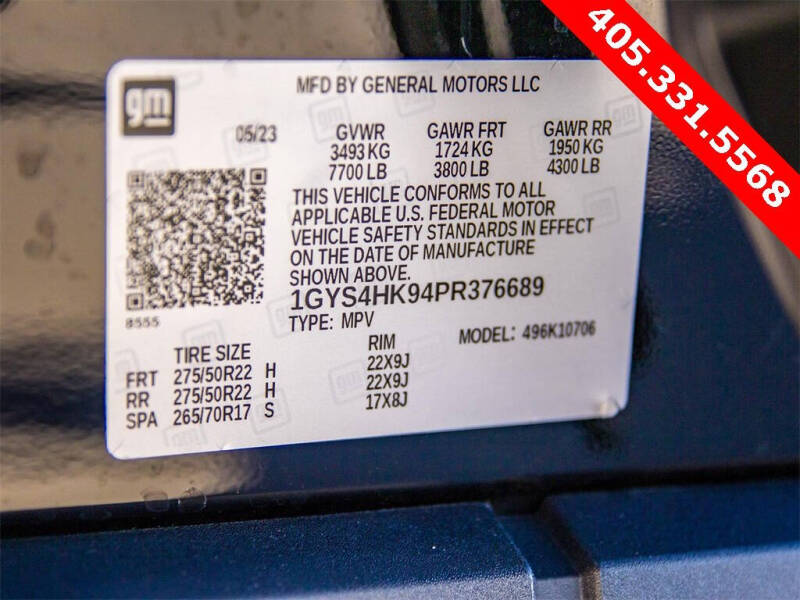 405.331.5568
gm
MFD BY GENERAL MOTORS LLC
05/23 GVWR GAWR FRT GAWR RR
3493 KG 1724 KG 1950 KG
7700 LB 3800 LB 4300 LB
THIS VEHICLE CONFORMS TO ALL
APPLICABLE U.S. FEDERAL MOTOR
VEHICLE SAFETY STANDARDS IN EFFECT
ON THE DATE OF MANUFACTURE
SHOWN ABOVE.
1GYS4HK94PR376689
8555
TYPE: MPV MODEL: 496K10706
TIRE SIZE RIM
FRT 275/50R22 H 22X9J
RR 275/50R22 H 22X9J
SPA 265/70R17 S 17X8J